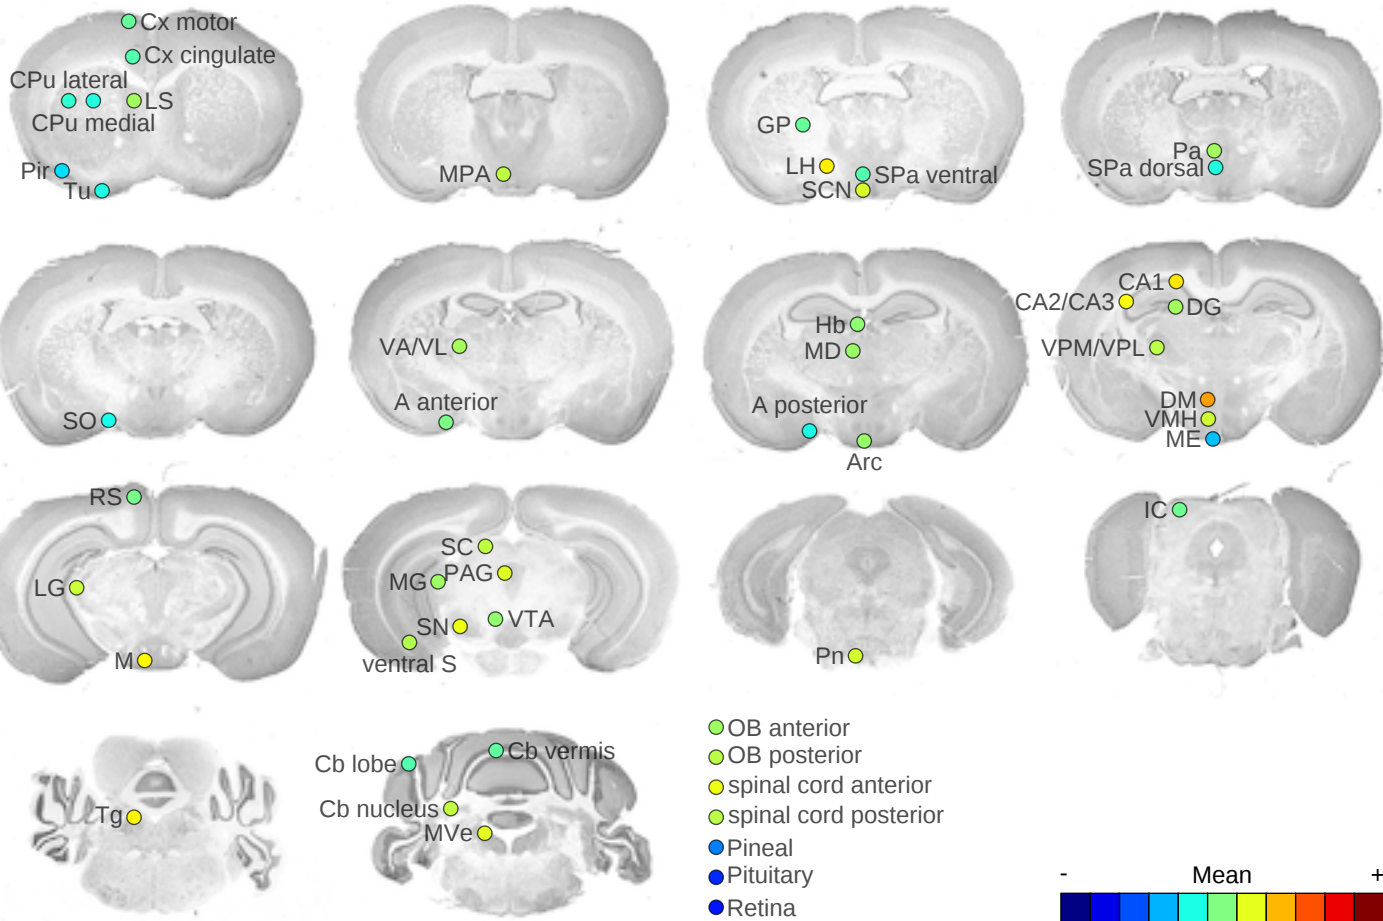 Cx motor
Cx cingulate
CPu lateral
LS
CPu medial
Pir
Tu
MPA
GP
LH
SPa ventral
SCN
Pa
SPa dorsal
SO
VA/VL
A anterior
Hb
MD
A posterior
Arc
CA1
CA2/CA3
DG
VPM/VPL
DM
VMH
ME
RS
LG
M
SC
PAG
MG
VTA
SN
ventral S
Pn
IC
Tg
Cb lobe
Cb vermis
Cb nucleus
MVe
OB anterior
OB posterior
spinal cord anterior
spinal cord posterior
Pineal
Pituitary
Retina
- Mean +